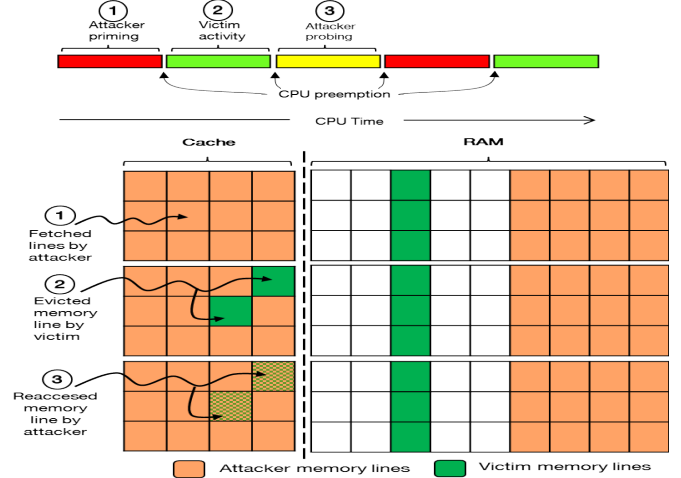 1
Attacker
priming
2
Victim
activity
3
Attacker
probing
CPU preemption
CPU Time
Cache
RAM
1
Fetched
lines by
attacker
2
Evicted
memory
line by
victim
3
Reaccesed
memory
line by
attacker
Attacker memory lines
Victim memory lines